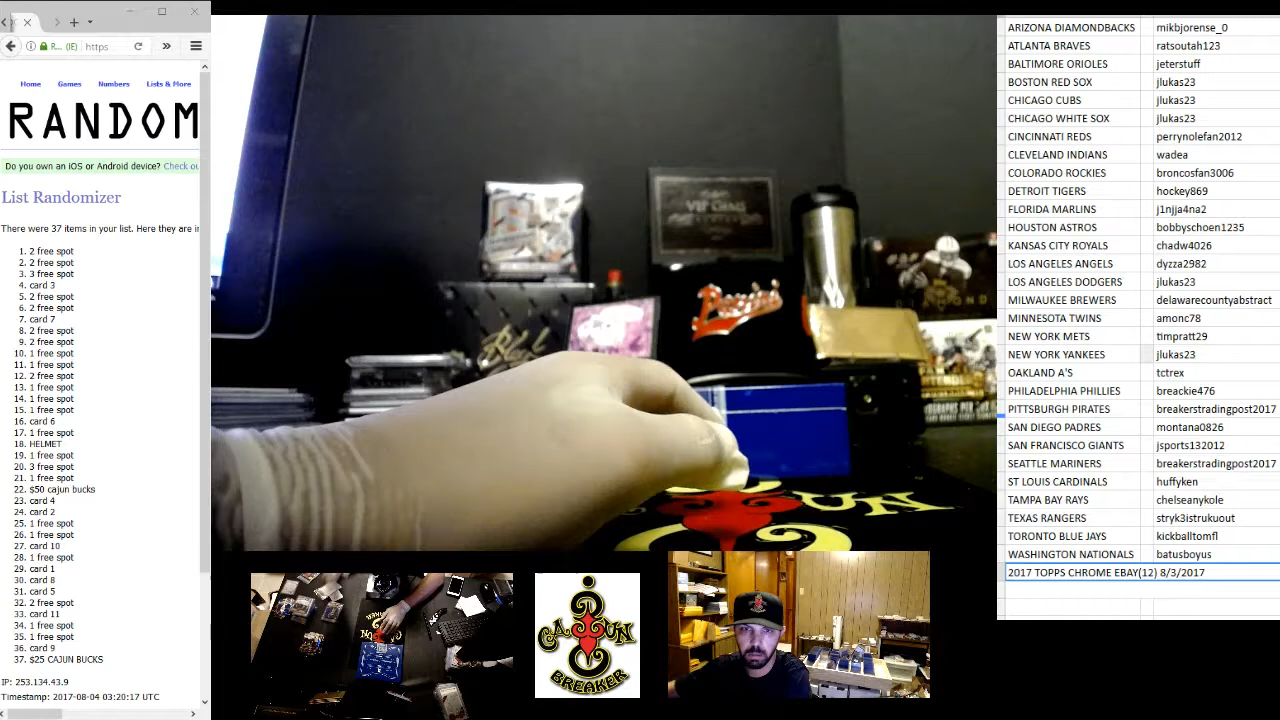 R... (IE) https
Home Games Numbers Lists & More
RANDOM
Do you own an iOS or Android device? Check ou
List Randomizer
There were 37 items in your list. Here they are i
1. 2 free spot
2. 2 free spot
3. 3 free spot
4. card 3
5. 2 free spot
6. 2 free spot
7. card 7
8. 2 free spot
9. 2 free spot
10. 1 free spot
11. 1 free spot
12. 2 free spot
13. 1 free spot
14. 1 free spot
15. 1 free spot
16. card 6
17. 1 free spot
18. HELMET
19. 1 free spot
20. 3 free spot
21. 1 free spot
22. $50 cajun bucks
23. card 4
24. card 2
25. 1 free spot
26. 1 free spot
27. card 10
28. 1 free spot
29. card 1
30. card 8
31. card 5
32. 2 free spot
33. card 11
34. 1 free spot
35. 1 free spot
36. card 9
37. $25 CAJUN BUCKS
IP: 253.134.43.9
Timestamp: 2017-08-04 03:20:17 UTC
DIAMOND
CAJUN
BREAKER
ARIZONA DIAMONDBACKS mikbjorense_0
ATLANTA BRAVES ratsoutah123
BALTIMORE ORIOLES jeterstuff
BOSTON RED SOX jlukas23
CHICAGO CUBS jlukas23
CHICAGO WHITE SOX jlukas23
CINCINNATI REDS perrynolefan2012
CLEVELAND INDIANS wadea
COLORADO ROCKIES broncosfan3006
DETROIT TIGERS hockey869
FLORIDA MARLINS j1njja4na2
HOUSTON ASTROS bobbyschoen1235
KANSAS CITY ROYALS chadw4026
LOS ANGELES ANGELS dyzza2982
LOS ANGELES DODGERS jlukas23
MILWAUKEE BREWERS delawarecountyabstract
MINNESOTA TWINS amonc78
NEW YORK METS timpratt29
NEW YORK YANKEES jlukas23
OAKLAND A'S tctrex
PHILADELPHIA PHILLIES breackie476
PITTSBURGH PIRATES breakerstradingpost2017
SAN DIEGO PADRES montana0826
SAN FRANCISCO GIANTS jsports132012
SEATTLE MARINERS breakerstradingpost2017
ST LOUIS CARDINALS huffyken
TAMPA BAY RAYS chelseanykole
TEXAS RANGERS stryk3istrukuout
TORONTO BLUE JAYS kickballtomfl
WASHINGTON NATIONALS batusboyus
2017 TOPPS CHROME EBAY(12) 8/3/2017